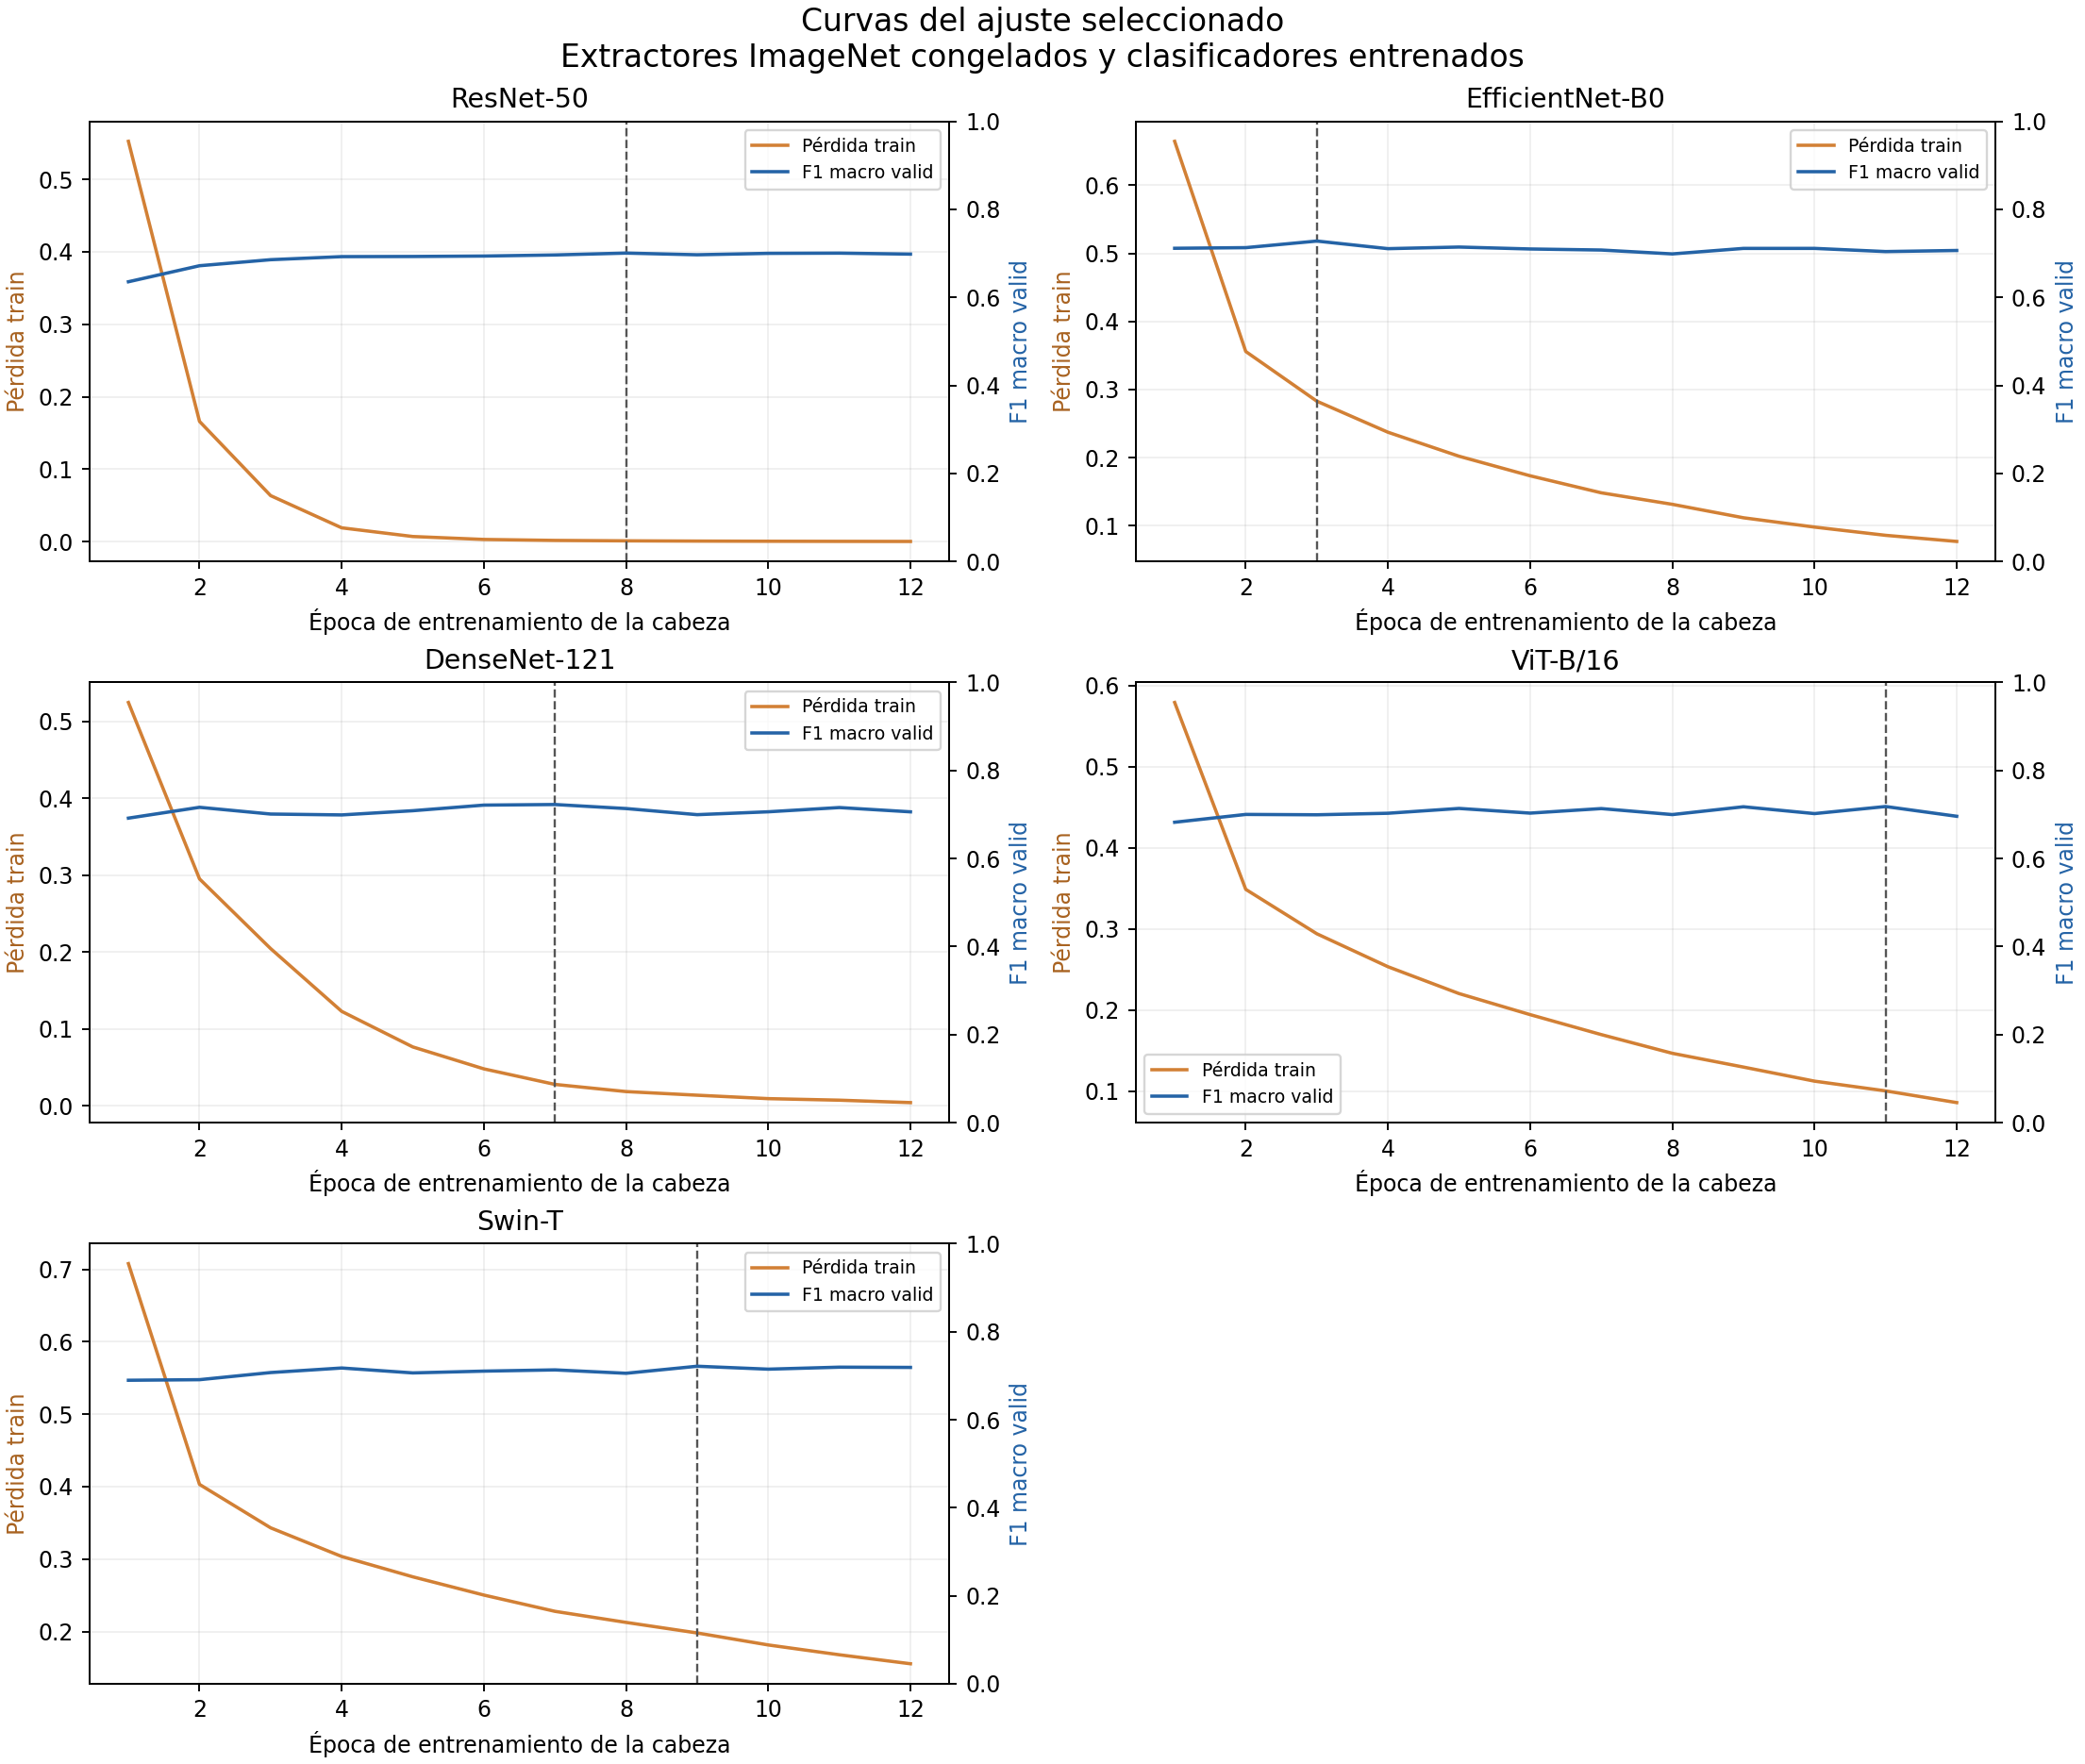 Curvas del ajuste seleccionado
Extractores ImageNet congelados y clasificadores entrenados
ResNet-50
Pérdida train
0.5
0.4
0.3
0.2
0.1
0.0
Pérdida train
F1 macro valid
1.0
0.8
0.6
0.4
0.2
0.0
F1 macro valid
2 4 6 8 10 12
Época de entrenamiento de la cabeza
EfficientNet-B0
Pérdida train
0.6
0.5
0.4
0.3
0.2
0.1
Pérdida train
F1 macro valid
1.0
0.8
0.6
0.4
0.2
0.0
F1 macro valid
2 4 6 8 10 12
Época de entrenamiento de la cabeza
DenseNet-121
Pérdida train
0.5
0.4
0.3
0.2
0.1
0.0
Pérdida train
F1 macro valid
1.0
0.8
0.6
0.4
0.2
0.0
F1 macro valid
2 4 6 8 10 12
Época de entrenamiento de la cabeza
ViT-B/16
Pérdida train
0.6
0.5
0.4
0.3
0.2
0.1
Pérdida train
F1 macro valid
1.0
0.8
0.6
0.4
0.2
0.0
F1 macro valid
2 4 6 8 10 12
Época de entrenamiento de la cabeza
Swin-T
Pérdida train
0.7
0.6
0.5
0.4
0.3
0.2
Pérdida train
F1 macro valid
1.0
0.8
0.6
0.4
0.2
0.0
F1 macro valid
2 4 6 8 10 12
Época de entrenamiento de la cabeza